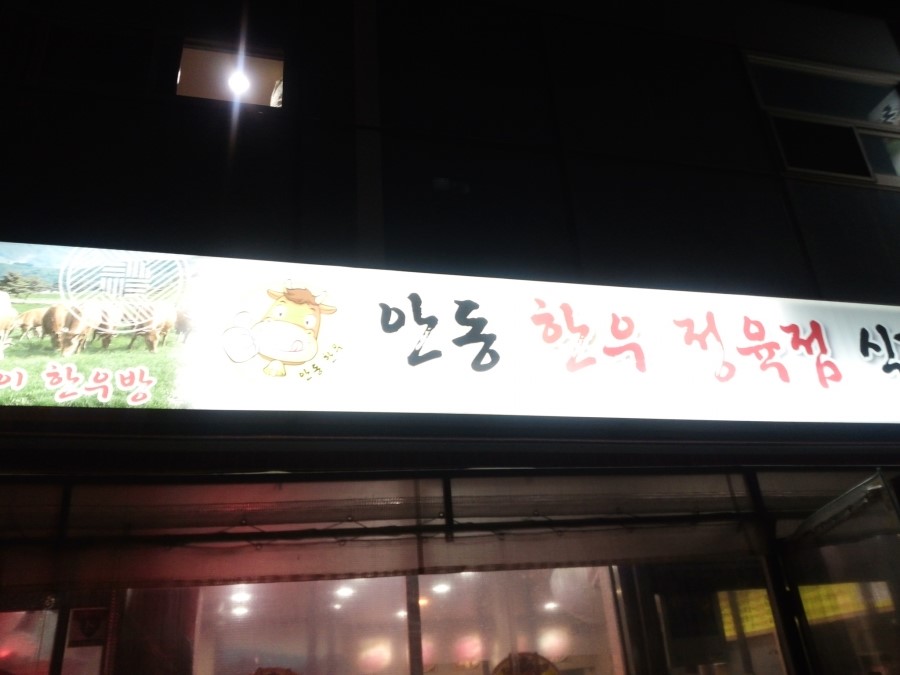 안동 한우 정육점 식
이 한우방
안동한우